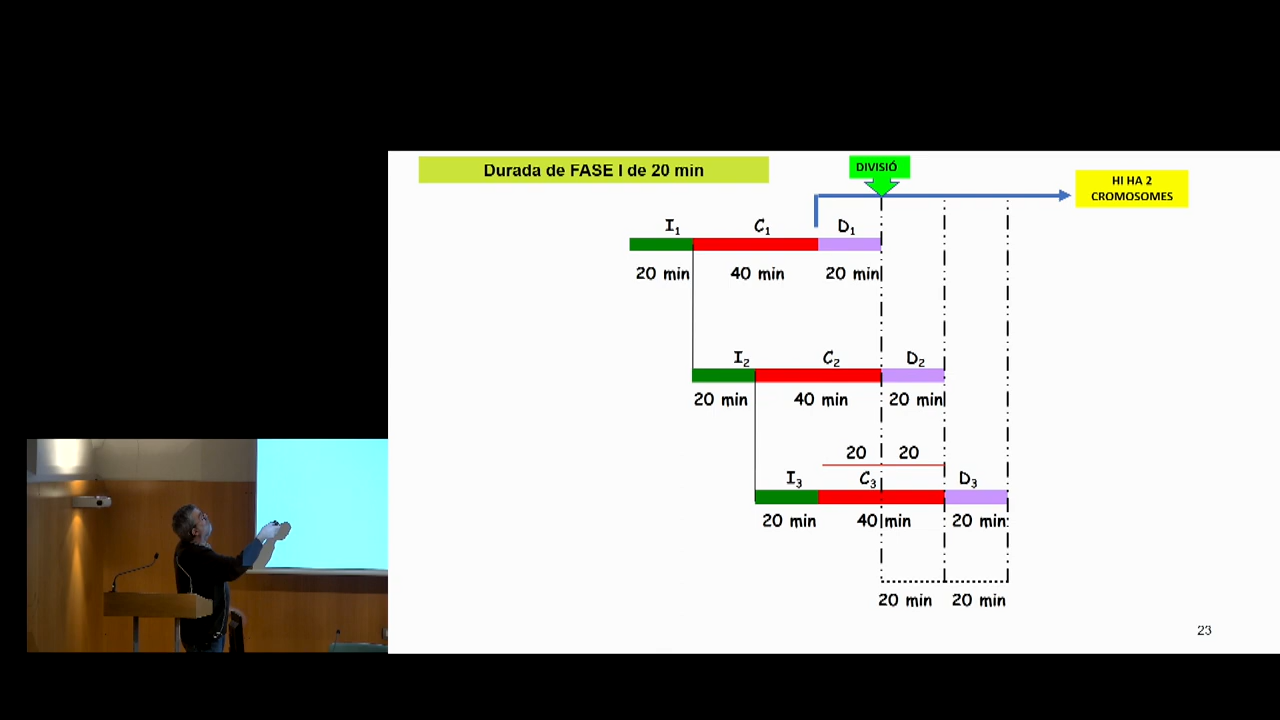 Durada de FASE I de 20 min
DIVISIÓ
HI HA 2
CROMOSOMES
I₁ C₁ D₁
20 min 40 min 20 min
I₂ C₂ D₂
20 min 40 min 20 min
20 20
I₃ C₃ D₃
20 min 40 min 20 min
20 min 20 min
23